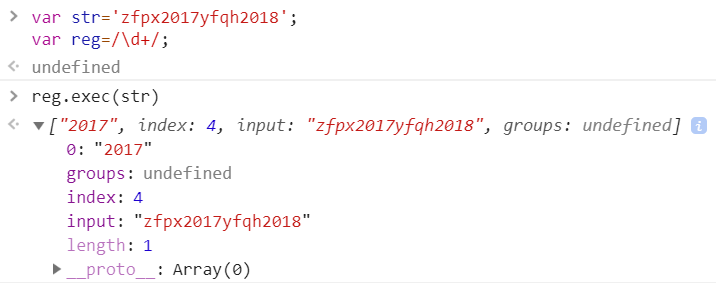 > var str='zfpx2017yfqh2018';
var reg=/\d+/;
undefined
> reg.exec(str)
["2017", index: 4, input: "zfpx2017yfqh2018", groups: undefined] i
0: "2017"
groups: undefined
index: 4
input: "zfpx2017yfqh2018"
length: 1
__proto__: Array(0)